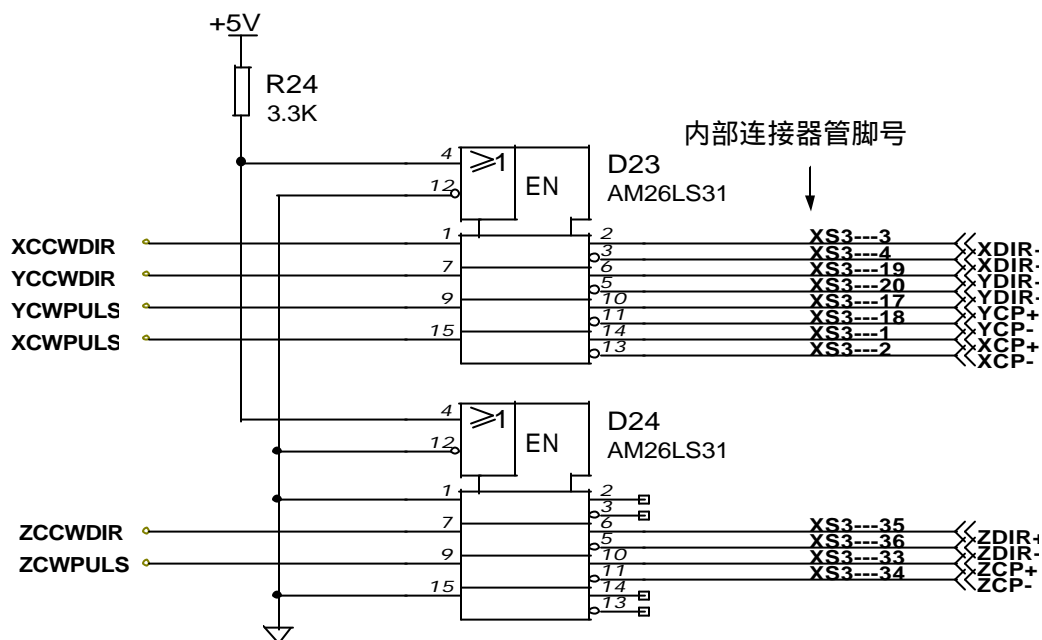 +5V
R24
3.3K
内部连接器管脚号
4
≥1
12
EN
D23
AM26LS31
XCCWDIR
1
2
XS3---3
3
XS3---4
XDIR-
YCCWDIR
7
6
XS3---19
XDIR-
5
XS3---20
YDIR-
YCWPULS
9
10
XS3---17
YDIR-
11
XS3---18
YCP+
XCWPULS
15
14
XS3---1
YCP-
13
XS3---2
XCP+
XCP-
4
≥1
12
EN
D24
AM26LS31
1
2
3
ZCCWDIR
7
6
XS3---35
5
XS3---36
ZDIR+
ZCWPULS
9
10
XS3---33
ZDIR-
11
XS3---34
ZCP+
15
14
ZCP-
13